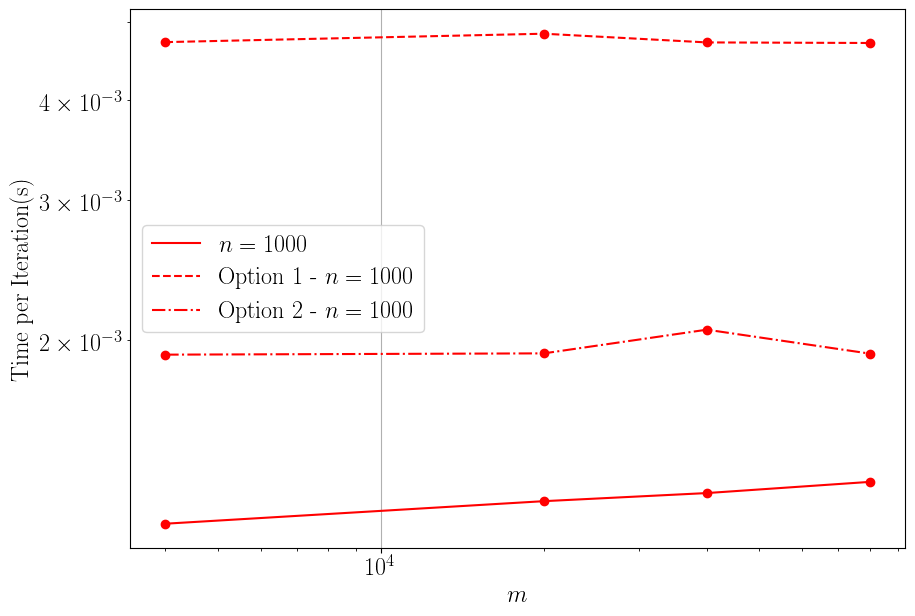 4 × 10⁻³
3 × 10⁻³
2 × 10⁻³
Time per Iteration(s)
n = 1000
Option 1 - n = 1000
Option 2 - n = 1000
10⁴
m